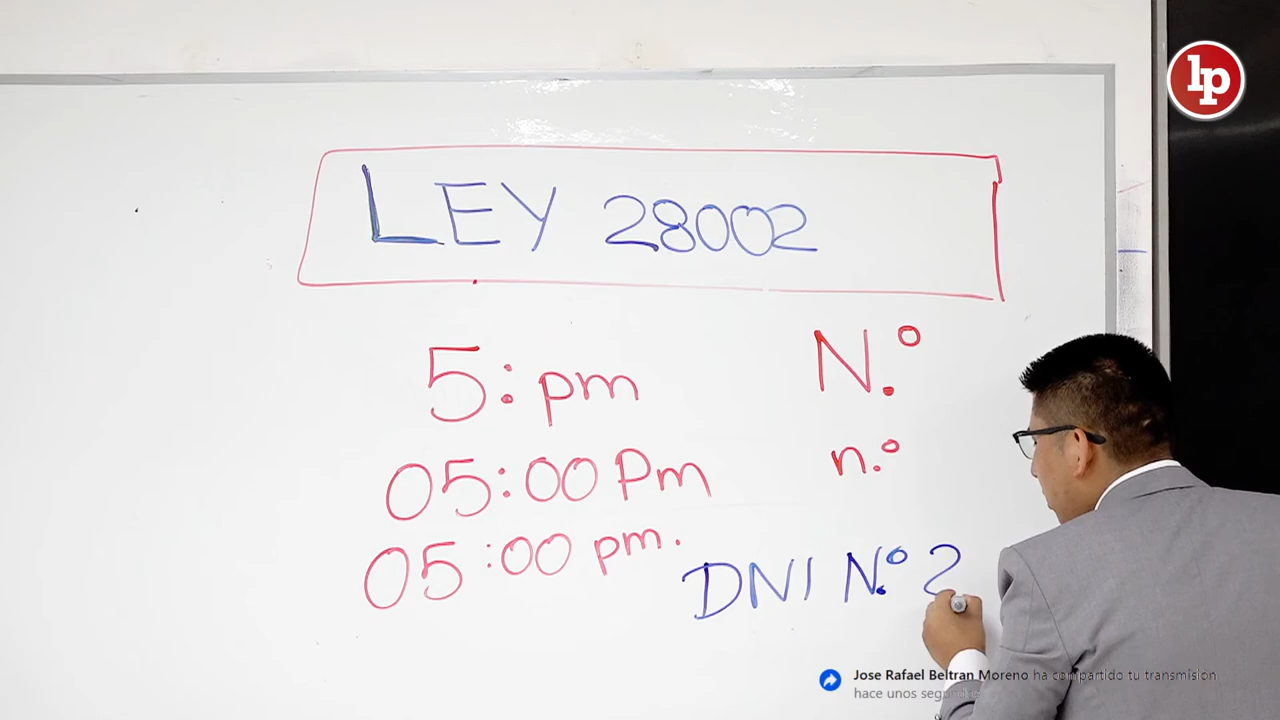 lp
LEY 28002
5:pm
N.º
05:00 Pm
n.º
05:00 pm.
DNI N.º 2
Jose Rafael Beltran Moreno ha compartido tu transmisión
hace unos segundos